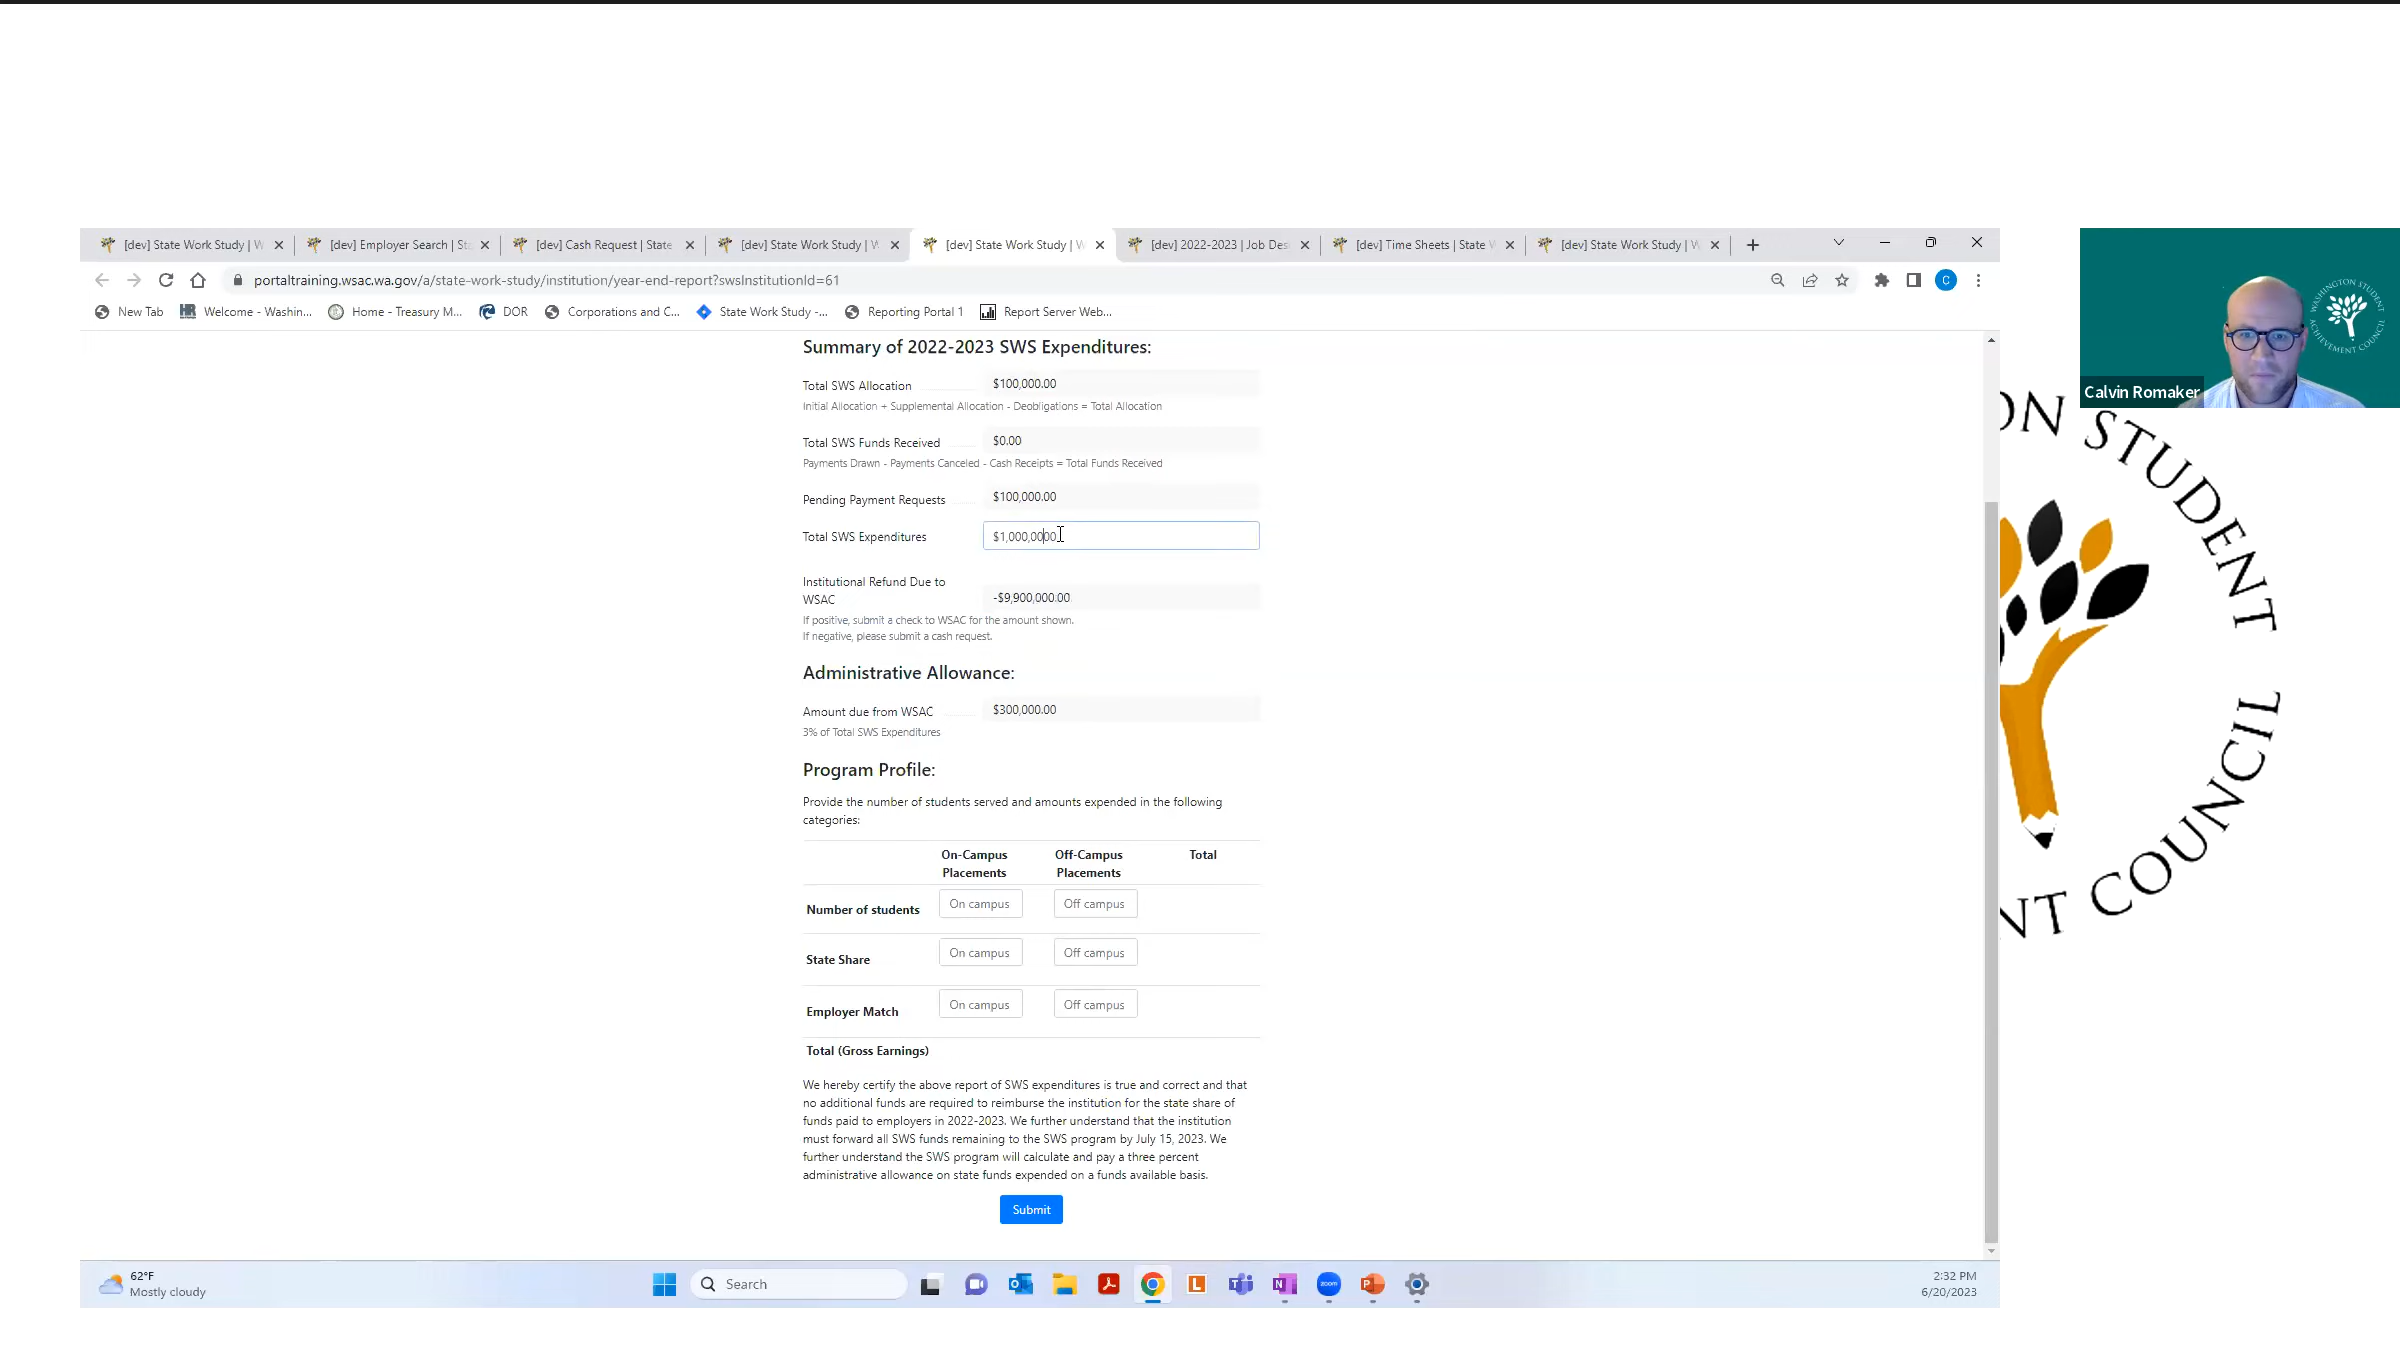 [dev] State Work Study | W
[dev] Employer Search | Sta
[dev] Cash Request | State
[dev] State Work Study | W
[dev] State Work Study | W
[dev] 2022-2023 | Job Des
[dev] Time Sheets | State W
[dev] State Work Study | W
portaltraining.wsac.wa.gov/a/state-work-study/institution/year-end-report?swsInstitutionId=61
C
New Tab
Welcome - Washin...
Home - Treasury M...
DOR
Corporations and C...
State Work Study -...
Reporting Portal 1
Report Server Web...
Summary of 2022-2023 SWS Expenditures:
Total SWS Allocation $100,000.00
Initial Allocation + Supplemental Allocation - Deobligations = Total Allocation
Total SWS Funds Received $0.00
Payments Drawn - Payments Canceled - Cash Receipts = Total Funds Received
Pending Payment Requests $100,000.00
Total SWS Expenditures $1,000,0000
Institutional Refund Due to
WSAC -$9,900,000.00
If positive, submit a check to WSAC for the amount shown.
If negative, please submit a cash request.
Administrative Allowance:
Amount due from WSAC $300,000.00
3% of Total SWS Expenditures
Program Profile:
Provide the number of students served and amounts expended in the following
categories:
On-Campus Off-Campus Total
Placements Placements
Number of students On campus Off campus
State Share On campus Off campus
Employer Match On campus Off campus
Total (Gross Earnings)
We hereby certify the above report of SWS expenditures is true and correct and that
no additional funds are required to reimburse the institution for the state share of
funds paid to employers in 2022-2023. We further understand that the institution
must forward all SWS funds remaining to the SWS program by July 15, 2023. We
further understand the SWS program will calculate and pay a three percent
administrative allowance on state funds expended on a funds available basis.
Submit
62°F
Mostly cloudy
Search
zoom
2:32 PM
6/20/2023
WASHINGTON STUDENT
ACHIEVEMENT COUNCIL
Calvin Romaker
ON STUDENT
NT COUNCIL